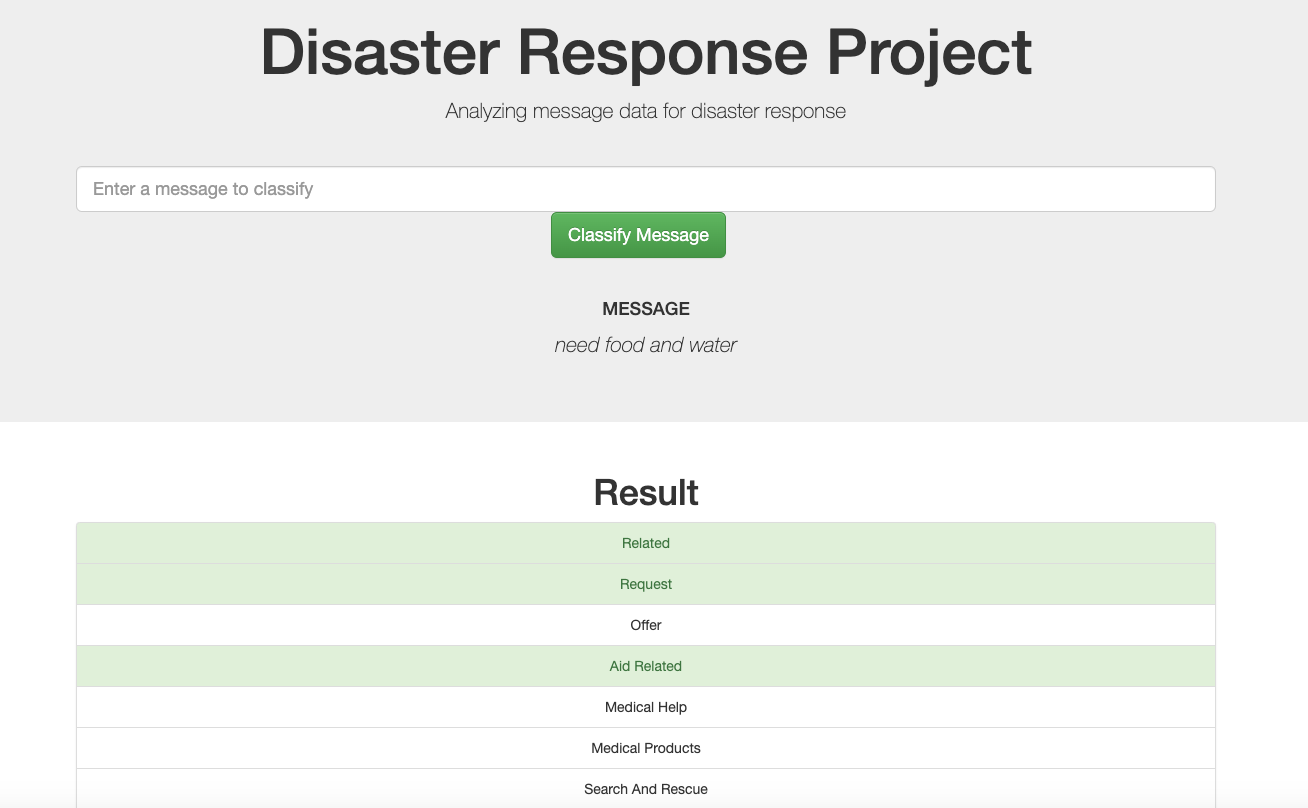 Disaster Response Project
Analyzing message data for disaster response
Enter a message to classify
Classify Message
MESSAGE
need food and water
Result
Related
Request
Offer
Aid Related
Medical Help
Medical Products
Search And Rescue